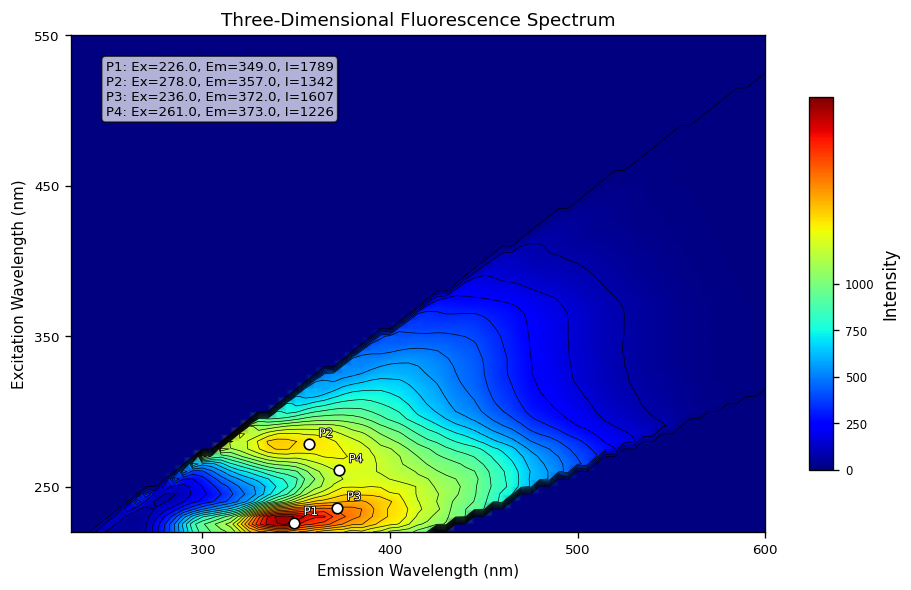 Three-Dimensional Fluorescence Spectrum
550
P1: Ex=226.0, Em=349.0, I=1789
P2: Ex=278.0, Em=357.0, I=1342
P3: Ex=236.0, Em=372.0, I=1607
P4: Ex=261.0, Em=373.0, I=1226
450
350
250
Excitation Wavelength (nm)
P2
P4
P3
P1
300
400
500
600
Emission Wavelength (nm)
1000
750
500
250
0
Intensity